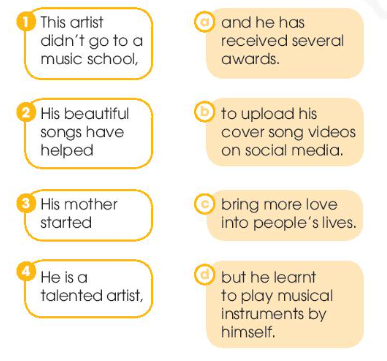 1 This artist
didn't go to a
music school,
a and he has
received several
awards.
2 His beautiful
songs have
helped
b to upload his
cover song videos
on social media.
3 His mother
started
c bring more love
into people's lives.
4 He is a
talented artist,
d but he learnt
to play musical
instruments by
himself.